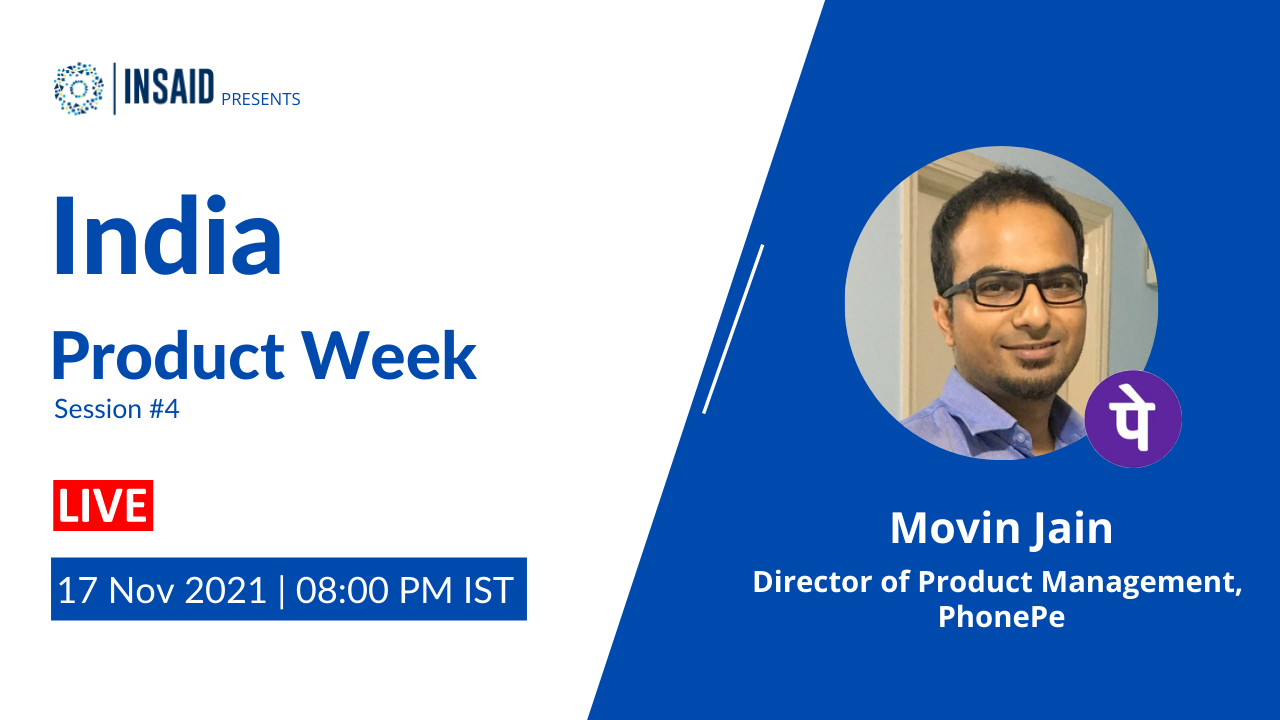 INSAID PRESENTS
India
Product Week
Session #4
LIVE
17 Nov 2021 | 08:00 PM IST
पे
Movin Jain
Director of Product Management,
PhonePe